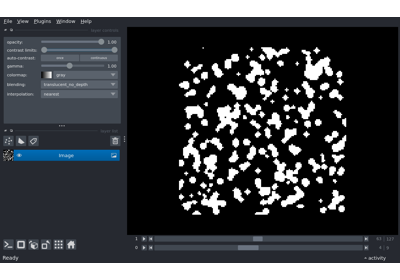 File View Plugins Window Help
opacity: 1.00
contrast limits:
auto-contrast: once continuous
gamma: 1.00
colormap: gray
blending: translucent_no_depth
interpolation: nearest
Image
1
0
Ready
activity